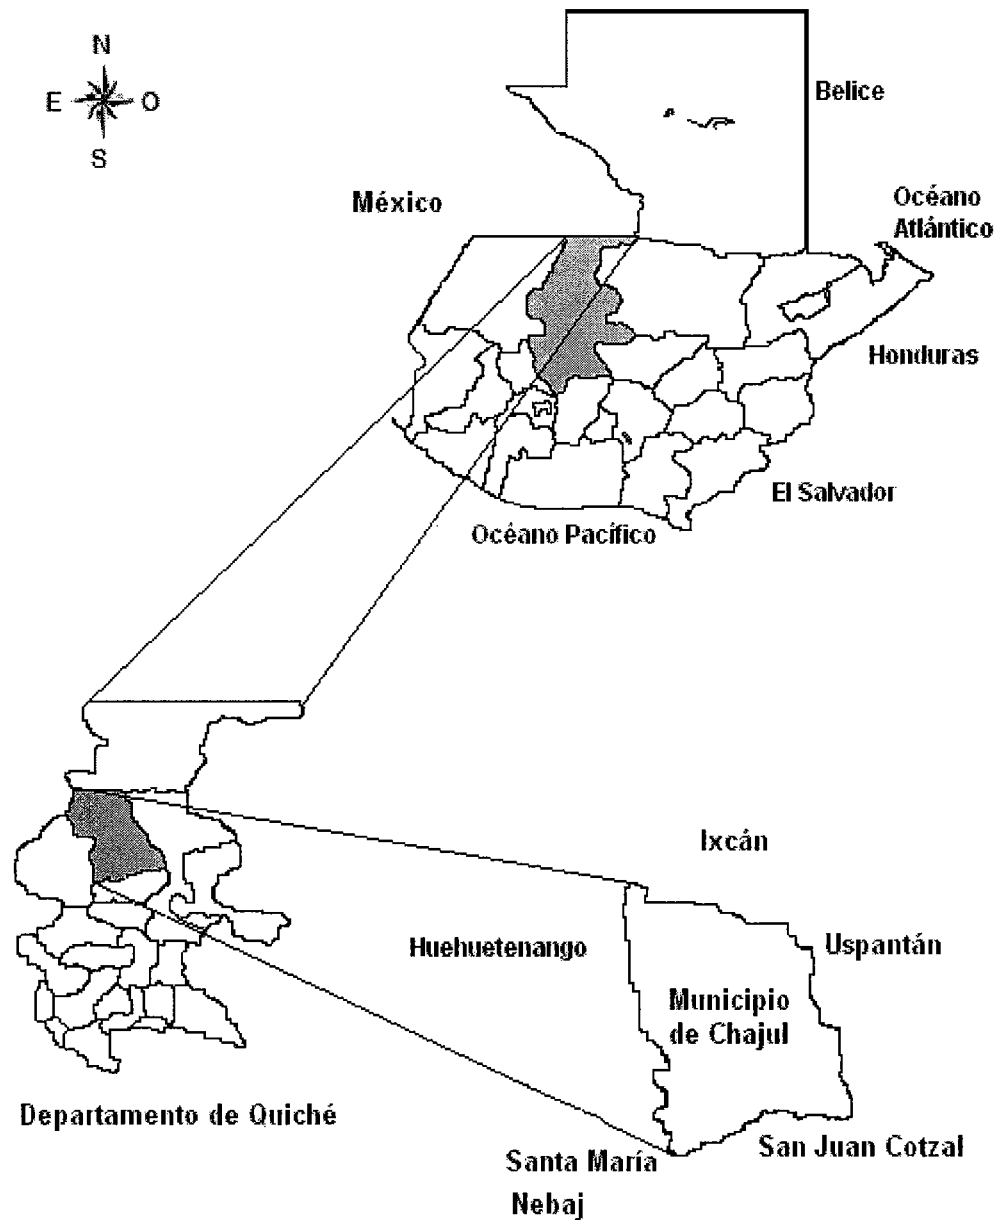 N
E
O
S
Belice
México
Océano
Atlántico
Honduras
El Salvador
Océano Pacífico
Ixcán
Huehuetenango
Uspantán
Municipio
de Chajul
Departamento de Quiché
San Juan Cotzal
Santa María
Nebaj